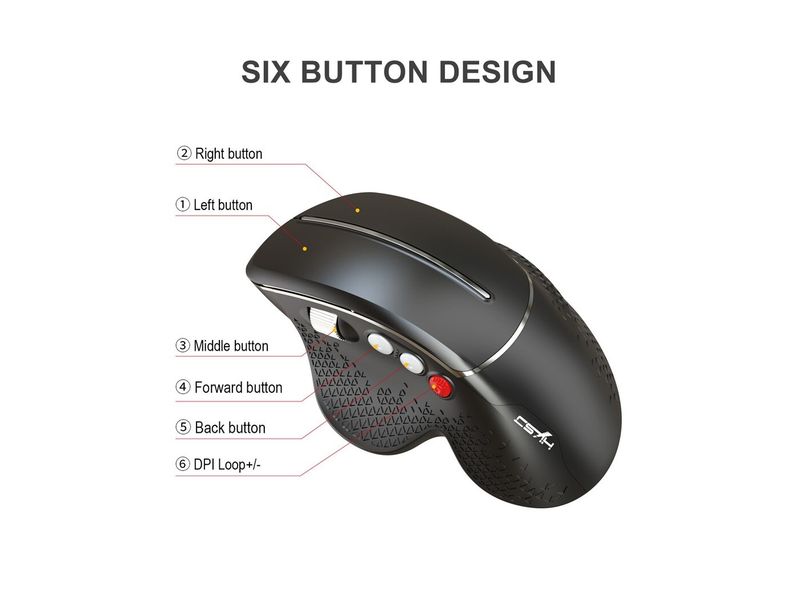 SIX BUTTON DESIGN
② Right button
① Left button
③ Middle button
④ Forward button
⑤ Back button
⑥ DPI Loop+/-